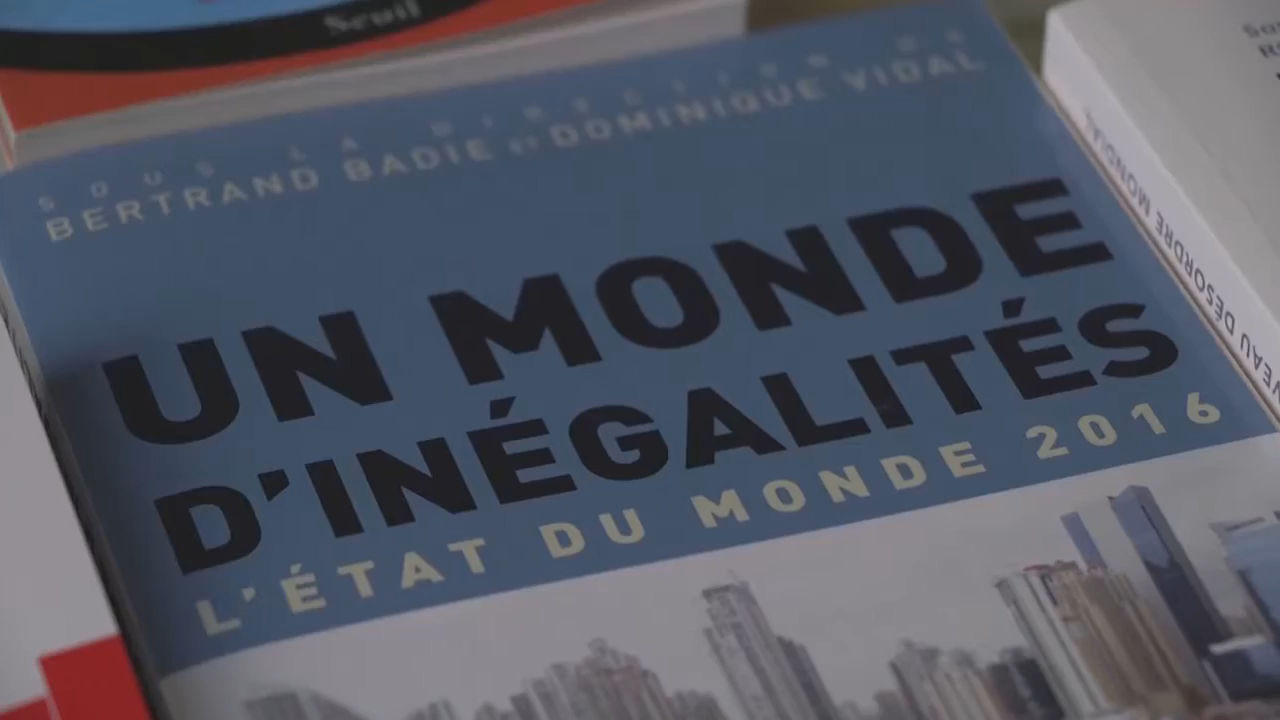 Seuil
SOUS LA DIRECTION DE
BERTRAND BADIE ET DOMINIQUE VIDAL
UN MONDE
D'INÉGALITÉS
L'ÉTAT DU MONDE 2016
DÉSORDRE MONDIAL